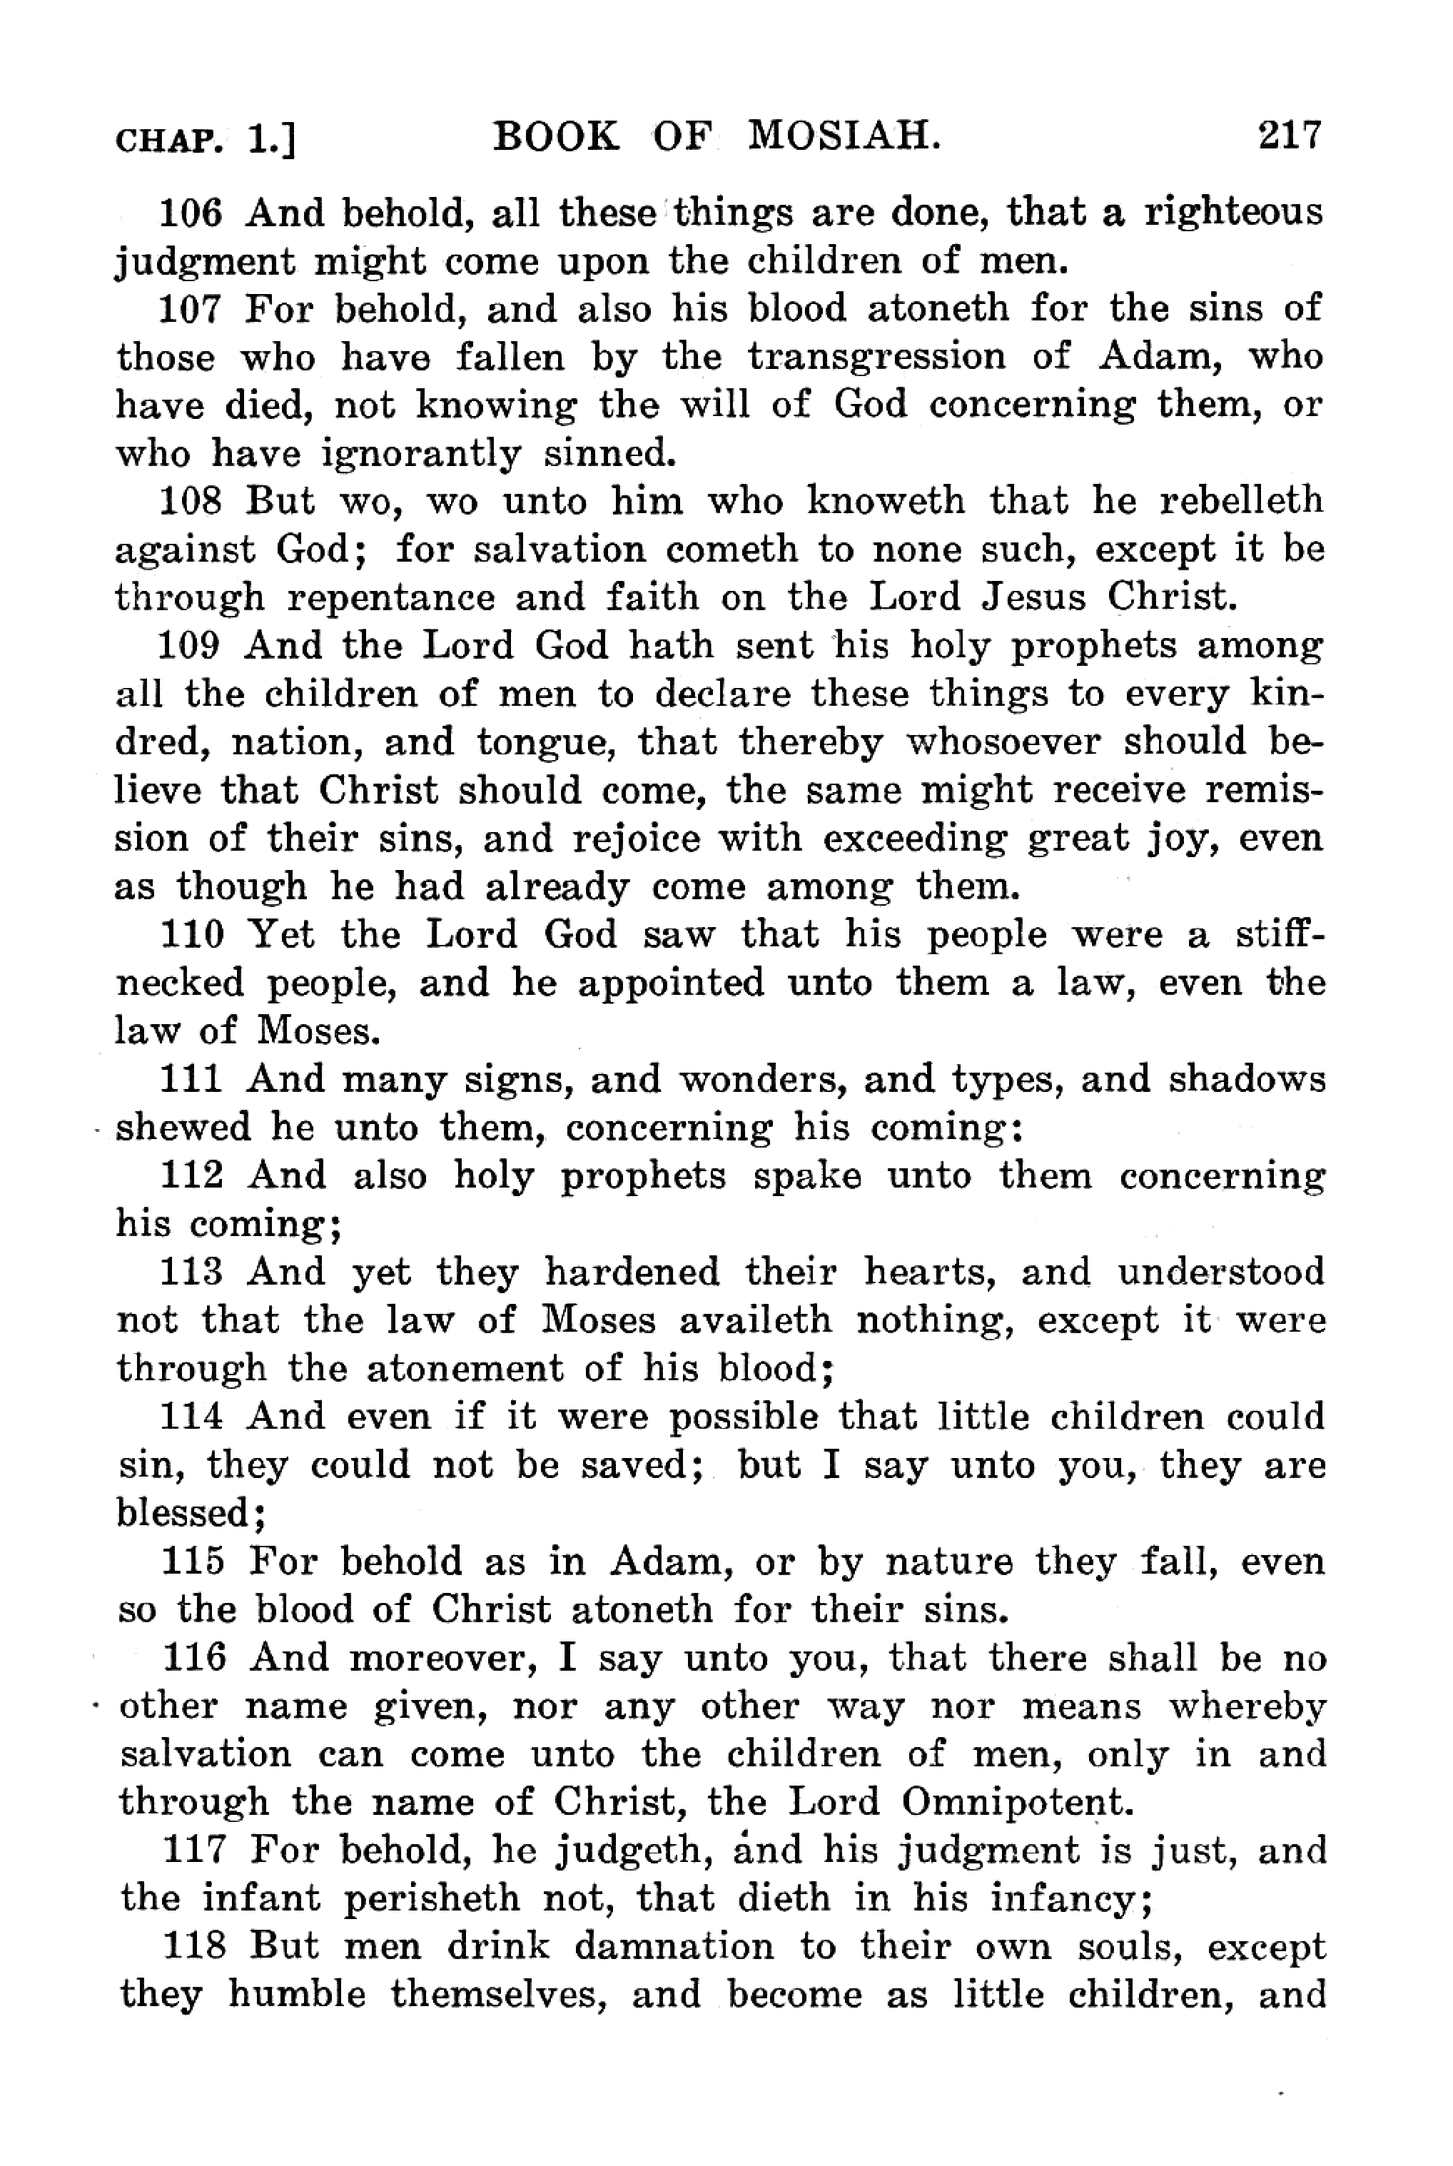 CHAP. 1.] BOOK OF MOSIAH. 217
106 And behold, all these things are done, that a righteous
judgment might come upon the children of men.
107 For behold, and also his blood atoneth for the sins of
those who have fallen by the transgression of Adam, who
have died, not knowing the will of God concerning them, or
who have ignorantly sinned.
108 But wo, wo unto him who knoweth that he rebelleth
against God; for salvation cometh to none such, except it be
through repentance and faith on the Lord Jesus Christ.
109 And the Lord God hath sent his holy prophets among
all the children of men to declare these things to every kin-
dred, nation, and tongue, that thereby whosoever should be-
lieve that Christ should come, the same might receive remis-
sion of their sins, and rejoice with exceeding great joy, even
as though he had already come among them.
110 Yet the Lord God saw that his people were a stiff-
necked people, and he appointed unto them a law, even the
law of Moses.
111 And many signs, and wonders, and types, and shadows
shewed he unto them, concerning his coming:
112 And also holy prophets spake unto them concerning
his coming;
113 And yet they hardened their hearts, and understood
not that the law of Moses availeth nothing, except it were
through the atonement of his blood;
114 And even if it were possible that little children could
sin, they could not be saved; but I say unto you, they are
blessed;
115 For behold as in Adam, or by nature they fall, even
so the blood of Christ atoneth for their sins.
116 And moreover, I say unto you, that there shall be no
other name given, nor any other way nor means whereby
salvation can come unto the children of men, only in and
through the name of Christ, the Lord Omnipotent.
117 For behold, he judgeth, and his judgment is just, and
the infant perisheth not, that dieth in his infancy;
118 But men drink damnation to their own souls, except
they humble themselves, and become as little children, and